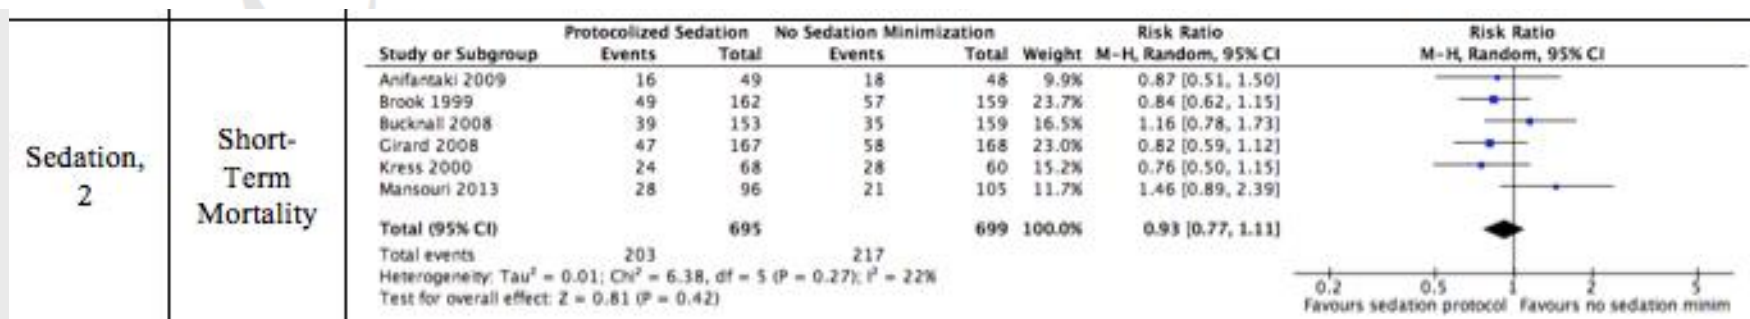 Sedation, 2
Short-Term Mortality
Protocolized Sedation No Sedation Minimization Risk Ratio Risk Ratio
Study or Subgroup Events Total Events Total Weight M-H, Random, 95% CI M-H, Random, 95% CI
Anifantaki 2009 16 49 18 48 9.9% 0.87 [0.51, 1.50]
Brook 1999 49 162 57 159 23.7% 0.84 [0.62, 1.15]
Bucknall 2008 39 153 35 159 16.5% 1.16 [0.78, 1.73]
Girard 2008 47 167 58 168 23.0% 0.82 [0.59, 1.12]
Kress 2000 24 68 28 60 15.2% 0.76 [0.50, 1.15]
Mansouri 2013 28 96 21 105 11.7% 1.46 [0.89, 2.39]
Total (95% CI) 695 699 100.0% 0.93 [0.77, 1.11]
Total events 203 217
Heterogeneity: Tau² = 0.01; Chi² = 6.38, df = 5 (P = 0.27); I² = 22%
Test for overall effect: Z = 0.81 (P = 0.42)
0.2 0.5 1 2 5
Favours sedation protocol Favours no sedation minim